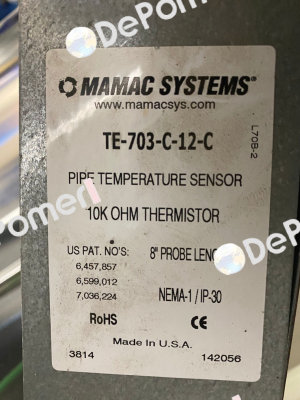 MAMAC SYSTEMS®
www.mamacsys.com
L70B-2
TE-703-C-12-C
PIPE TEMPERATURE SENSOR
10K OHM THERMISTOR
US PAT. NO'S:
6,457,857
6,599,012
7,036,224
8" PROBE LENG
NEMA-1 / IP-30
RoHS
CE
Made in U.S.A.
3814
142056
DePomeri
DePomeri